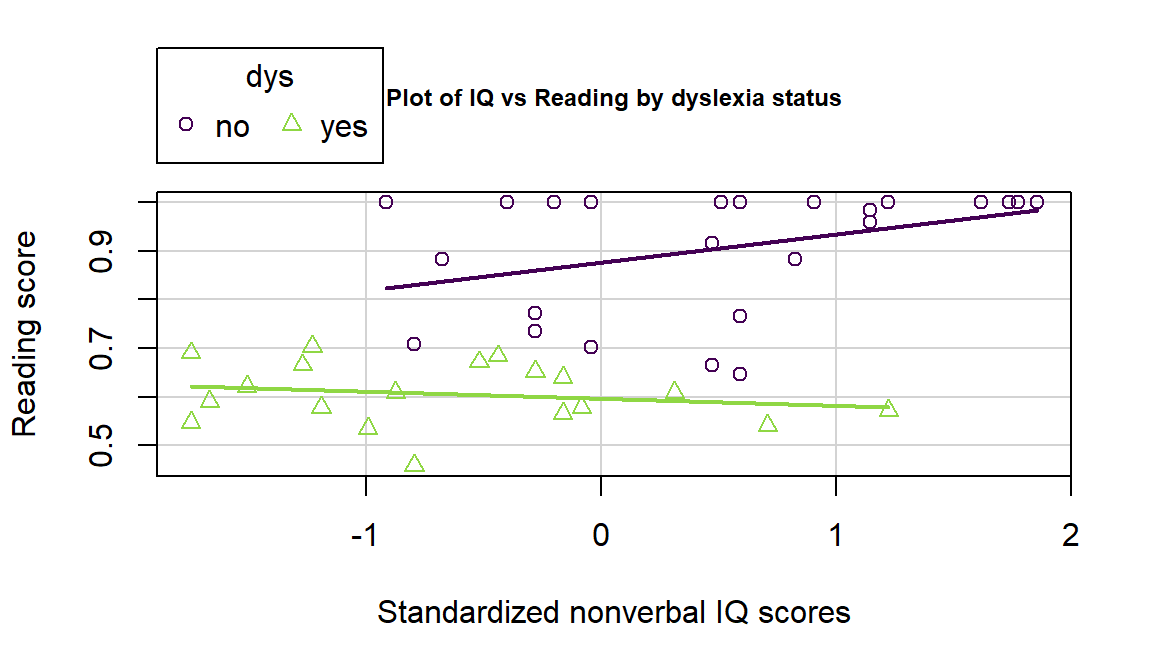 dys
no yes
Plot of IQ vs Reading by dyslexia status
Reading score
0.9
0.7
0.5
-1 0 1 2
Standardized nonverbal IQ scores